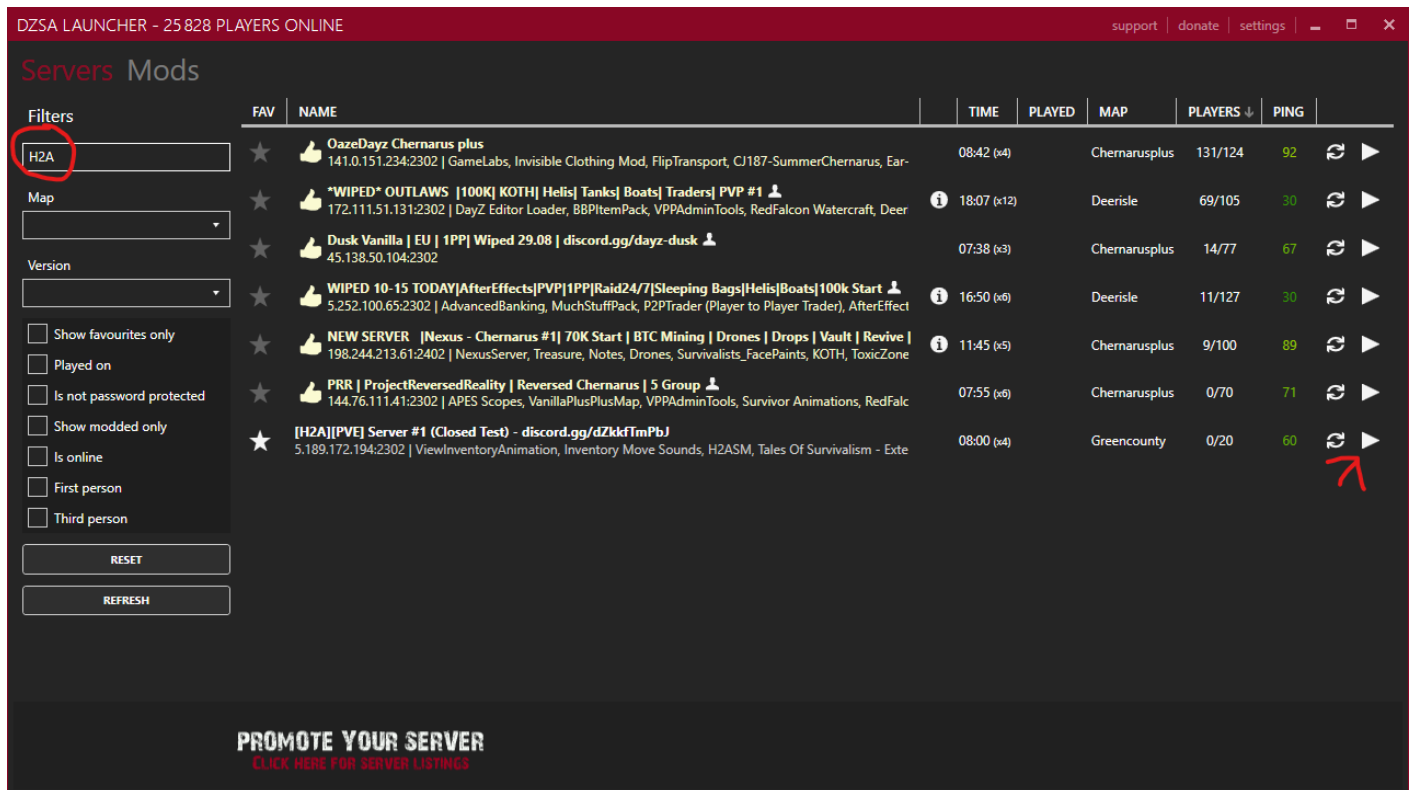 DZSA LAUNCHER - 25 828 PLAYERS ONLINE
support | donate | settings |
Servers Mods
Filters
H2A
Map
Version
Show favourites only
Played on
Is not password protected
Show modded only
Is online
First person
Third person
RESET
REFRESH
FAV NAME TIME PLAYED MAP PLAYERS PING
OazeDayz Chernarus plus
141.0.151.234:2302 | GameLabs, Invisible Clothing Mod, FlipTransport, CJ187-SummerChernarus, Ear-
08:42 (x4) Chernarusplus 131/124 92
*WIPED* OUTLAWS |100K| KOTH| Helis| Tanks| Boats| Traders| PVP #1
172.111.51.131:2302 | DayZ Editor Loader, BBPItemPack, VPPAdminTools, RedFalcon Watercraft, Deer
18:07 (x12) Deerisle 69/105 30
Dusk Vanilla | EU | 1PP| Wiped 29.08 | discord.gg/dayz-dusk
45.138.50.104:2302
07:38 (x3) Chernarusplus 14/77 67
WIPED 10-15 TODAY|AfterEffects|PVP|1PP|Raid24/7|Sleeping Bags|Helis|Boats|100k Start
5.252.100.65:2302 | AdvancedBanking, MuchStuffPack, P2PTrader (Player to Player Trader), AfterEffect
16:50 (x6) Deerisle 11/127 30
NEW SERVER |Nexus - Chernarus #1| 70K Start | BTC Mining | Drones | Drops | Vault | Revive |
198.244.213.61:2402 | NexusServer, Treasure, Notes, Drones, Survivalists_FacePaints, KOTH, ToxicZone
11:45 (x5) Chernarusplus 9/100 89
PRR | ProjectReversedReality | Reversed Chernarus | 5 Group
144.76.111.41:2302 | APES Scopes, VanillaPlusPlusMap, VPPAdminTools, Survivor Animations, RedFalc
07:55 (x6) Chernarusplus 0/70 71
[H2A][PVE] Server #1 (Closed Test) - discord.gg/dZkkfTmPbJ
5.189.172.194:2302 | ViewInventoryAnimation, Inventory Move Sounds, H2ASM, Tales Of Survivalism - Exte
08:00 (x4) Greencounty 0/20 60
PROMOTE YOUR SERVER
CLICK HERE FOR SERVER LISTINGS